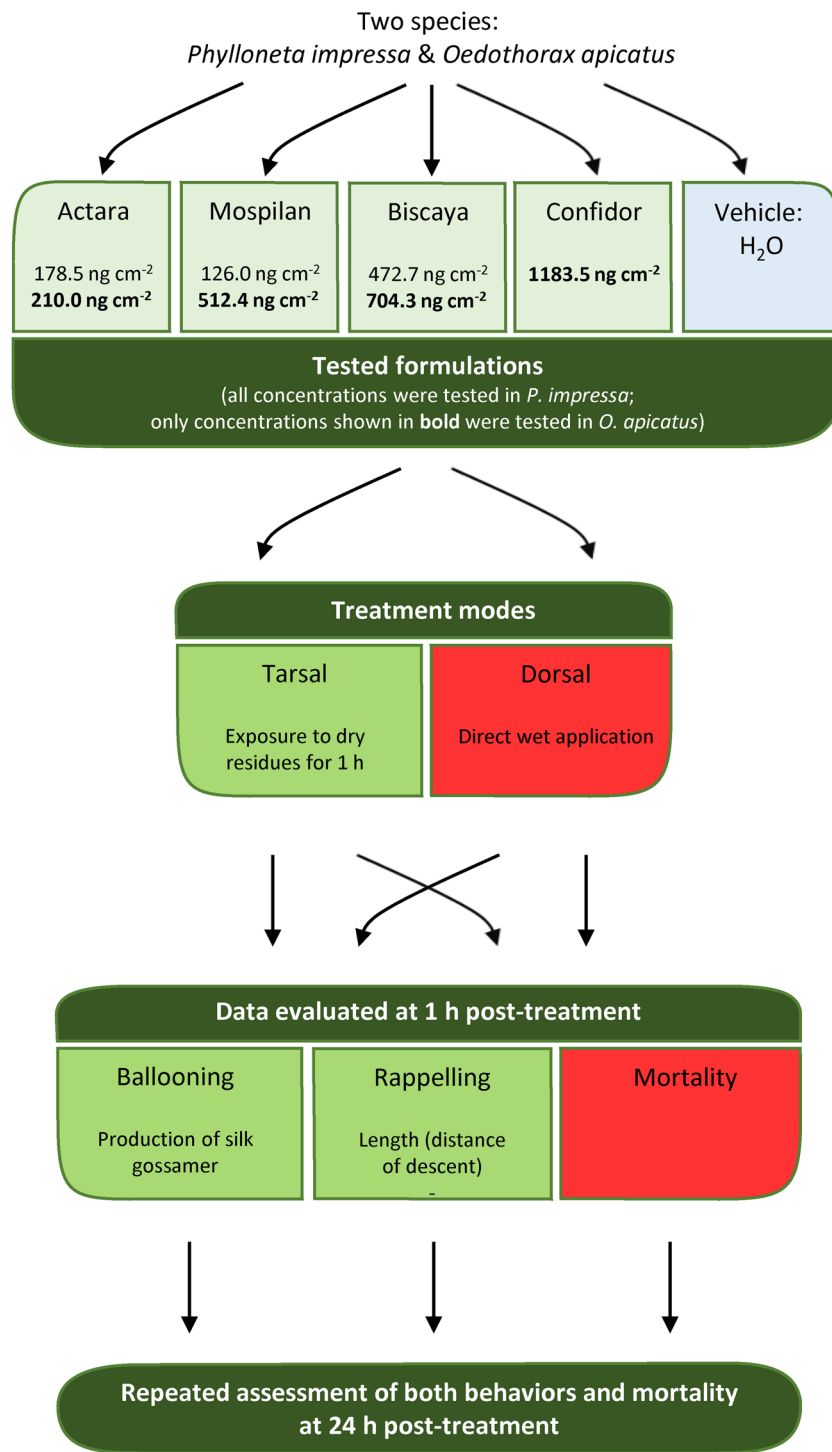 Two species:
Phylloneta impressa & Oedothorax apicatus
Actara
178.5 ng cm-2
210.0 ng cm-2
Mospilan
126.0 ng cm-2
512.4 ng cm-2
Biscaya
472.7 ng cm-2
704.3 ng cm-2
Confidor
1183.5 ng cm-2
Vehicle:
H2O
Tested formulations
(all concentrations were tested in P. impressa;
only concentrations shown in bold were tested in O. apicatus)
Treatment modes
Tarsal
Exposure to dry
residues for 1 h
Dorsal
Direct wet application
Data evaluated at 1 h post-treatment
Ballooning
Production of silk
gossamer
Rappelling
Length (distance
of descent)
-
Mortality
Repeated assessment of both behaviors and mortality
at 24 h post-treatment